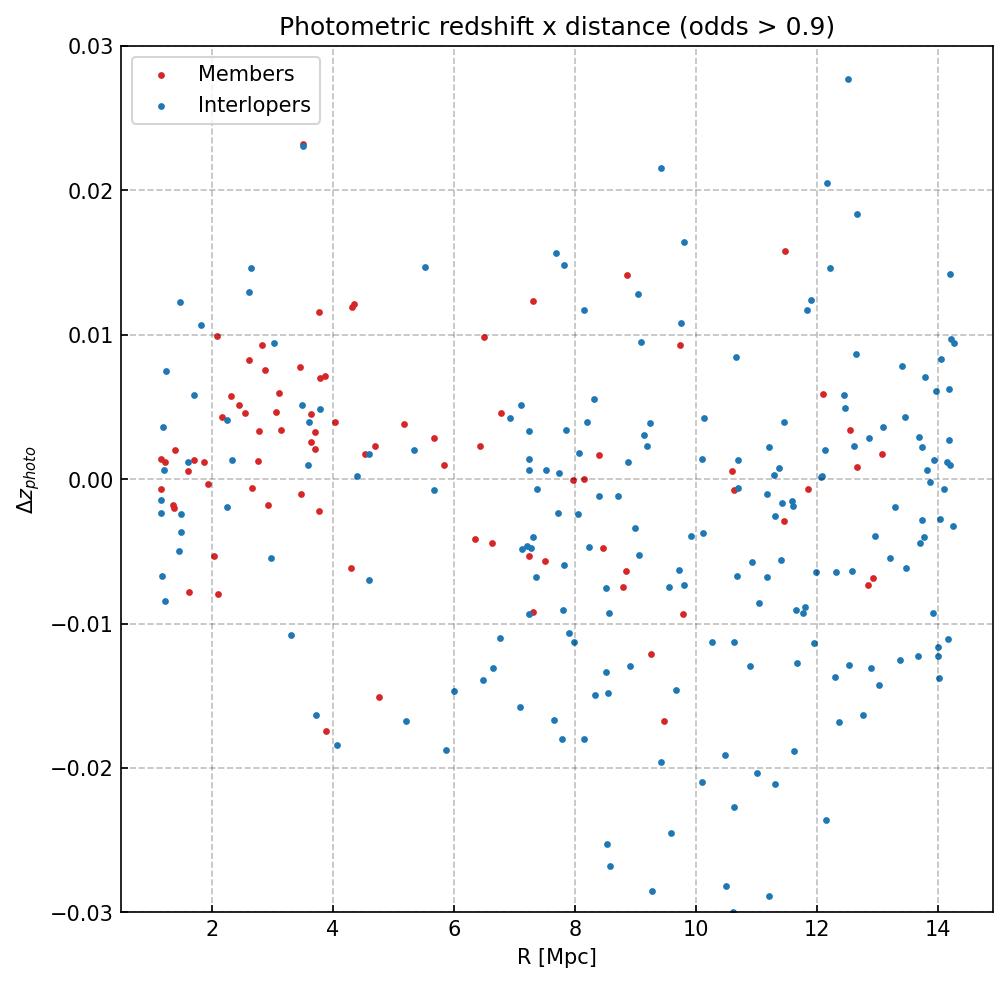 Photometric redshift x distance (odds > 0.9)
Members
Interlopers
0.03
0.02
0.01
0.00
−0.01
−0.02
−0.03
Δz_photo
2 4 6 8 10 12 14
R [Mpc]